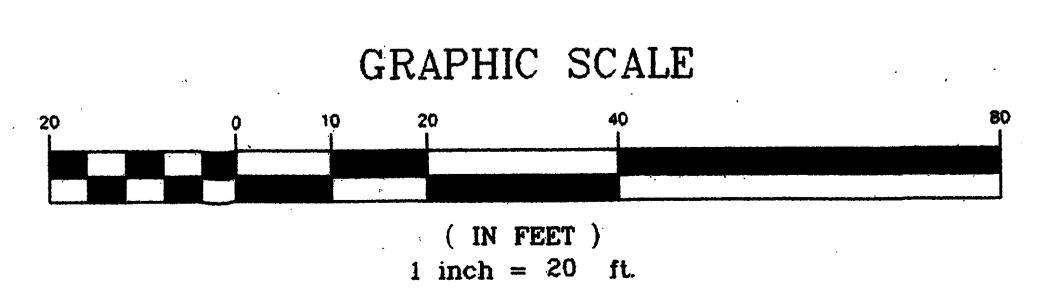 GRAPHIC SCALE
20 0 10 20 40 80
( IN FEET )
1 inch = 20 ft.